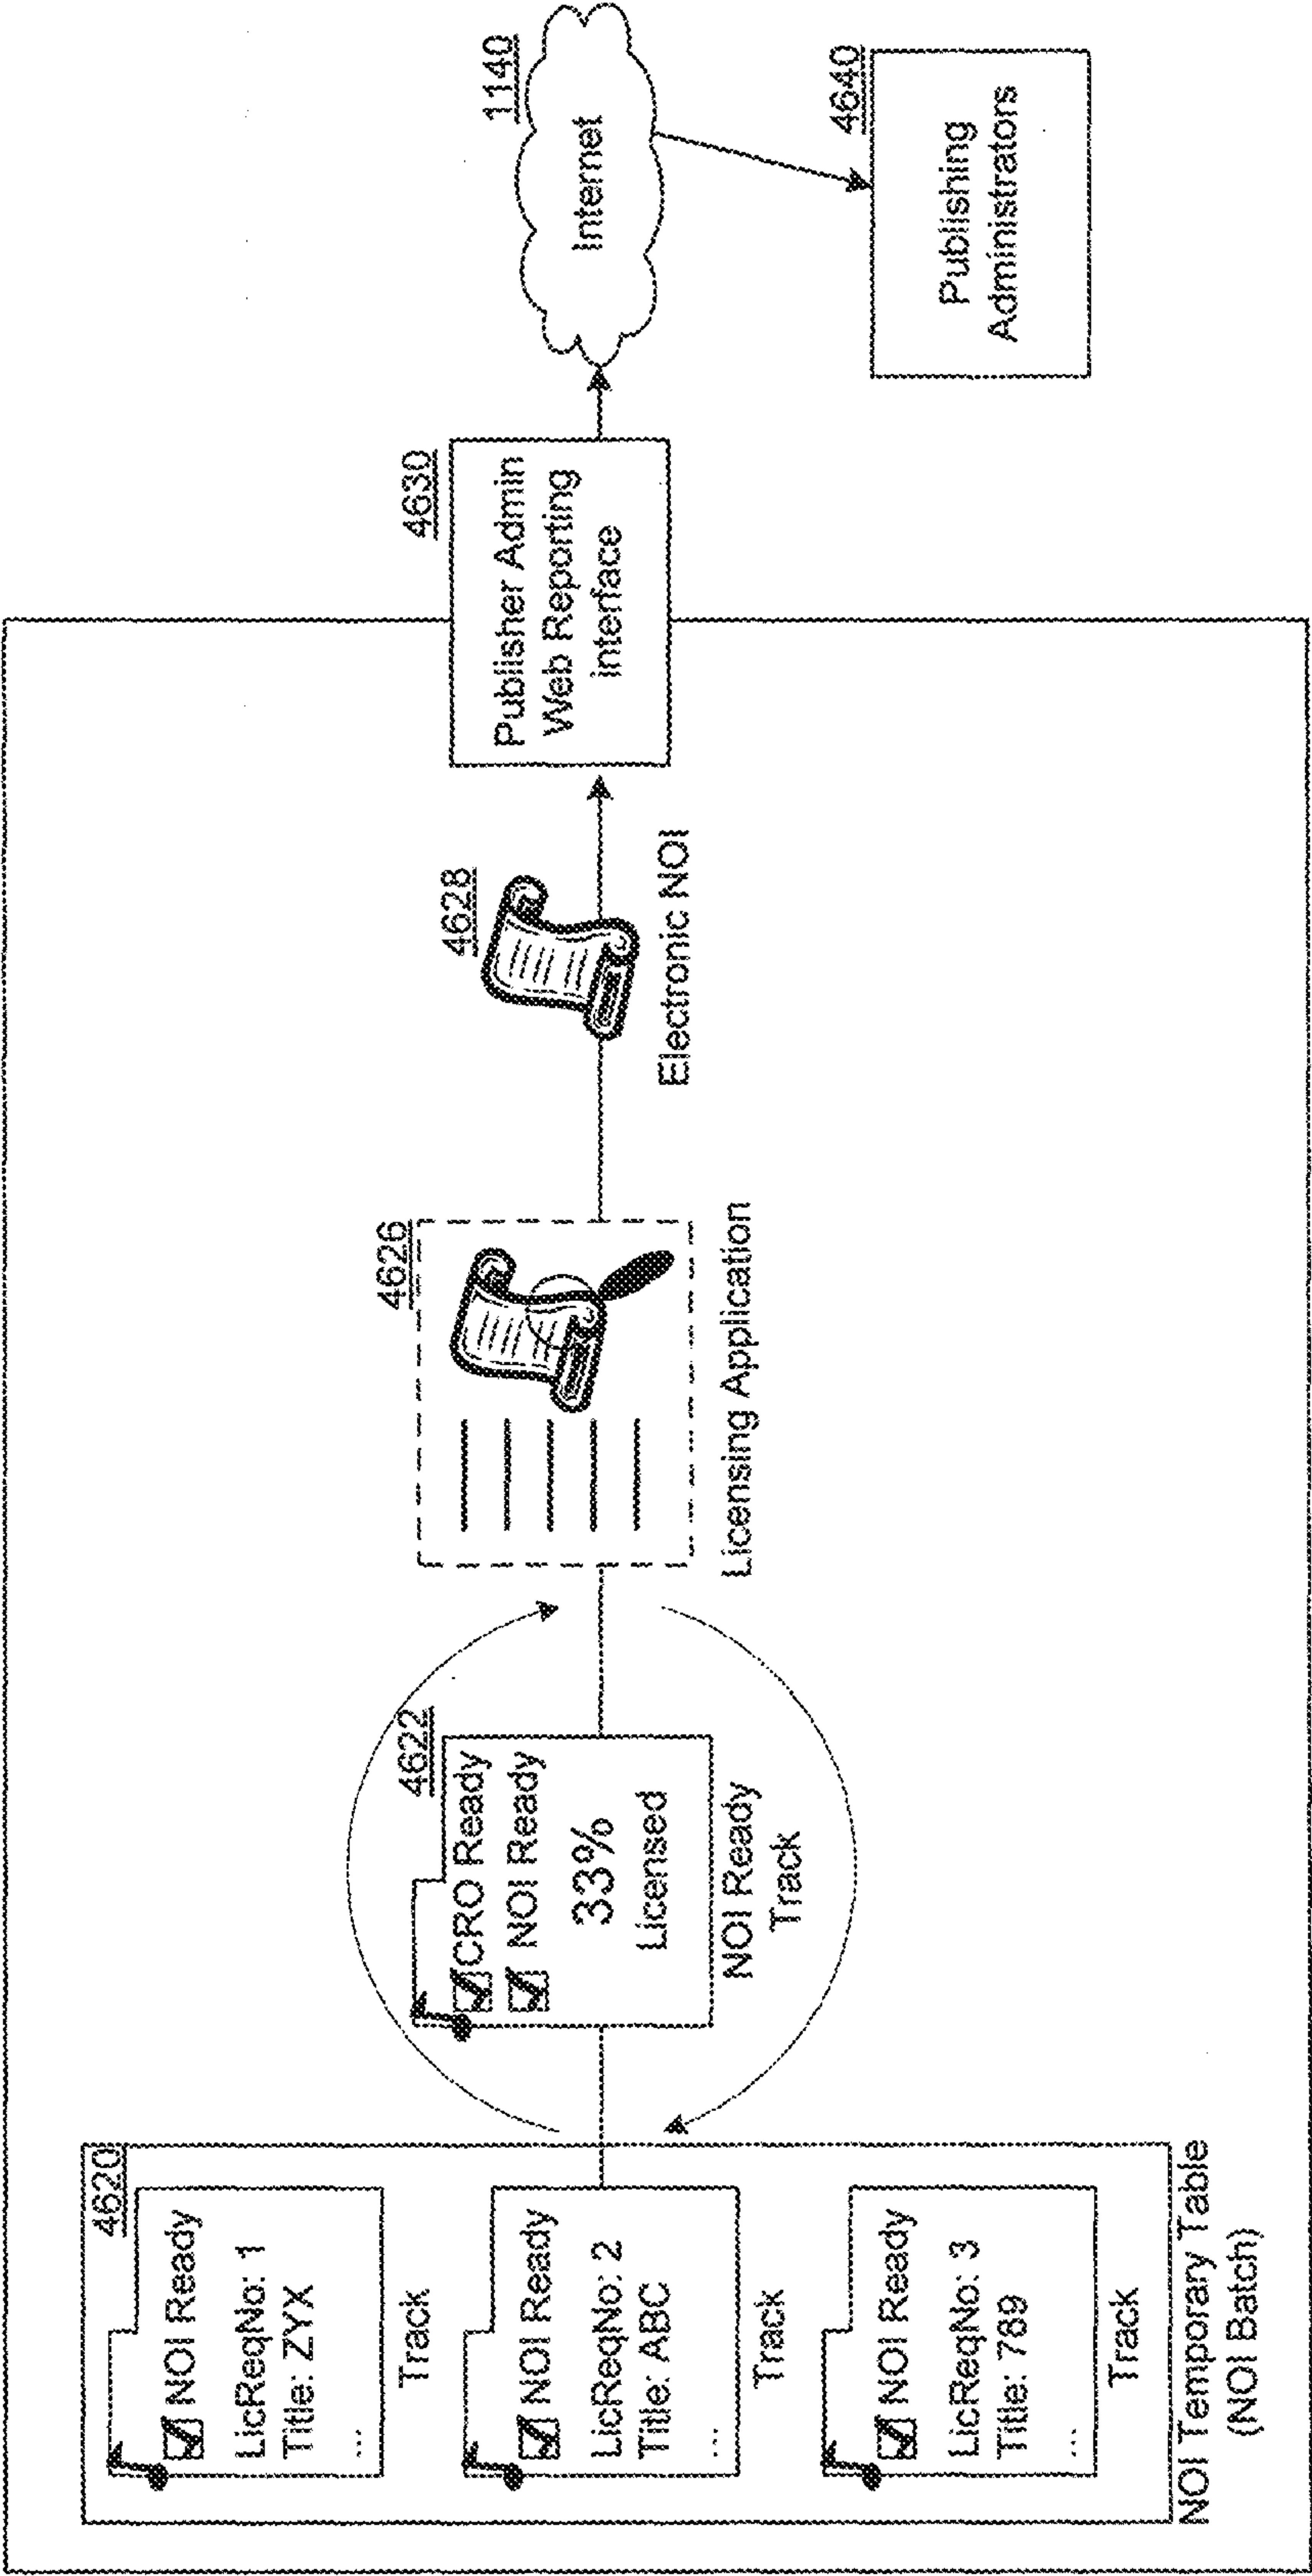 4620
NOI Ready
LicReqNo: 1
Title: ZYX
...
Track
NOI Ready
LicReqNo: 2
Title: ABC
...
Track
NOI Ready
LicReqNo: 3
Title: 789
...
Track
NOI Temporary Table
(NOI Batch)
4622
CRO Ready
NOI Ready
33%
Licensed
NOI Ready
Track
4626
Licensing Application
4628
Electronic NOI
4630
Publisher Admin
Web Reporting
interface
1140
Internet
4640
Publishing
Administrators